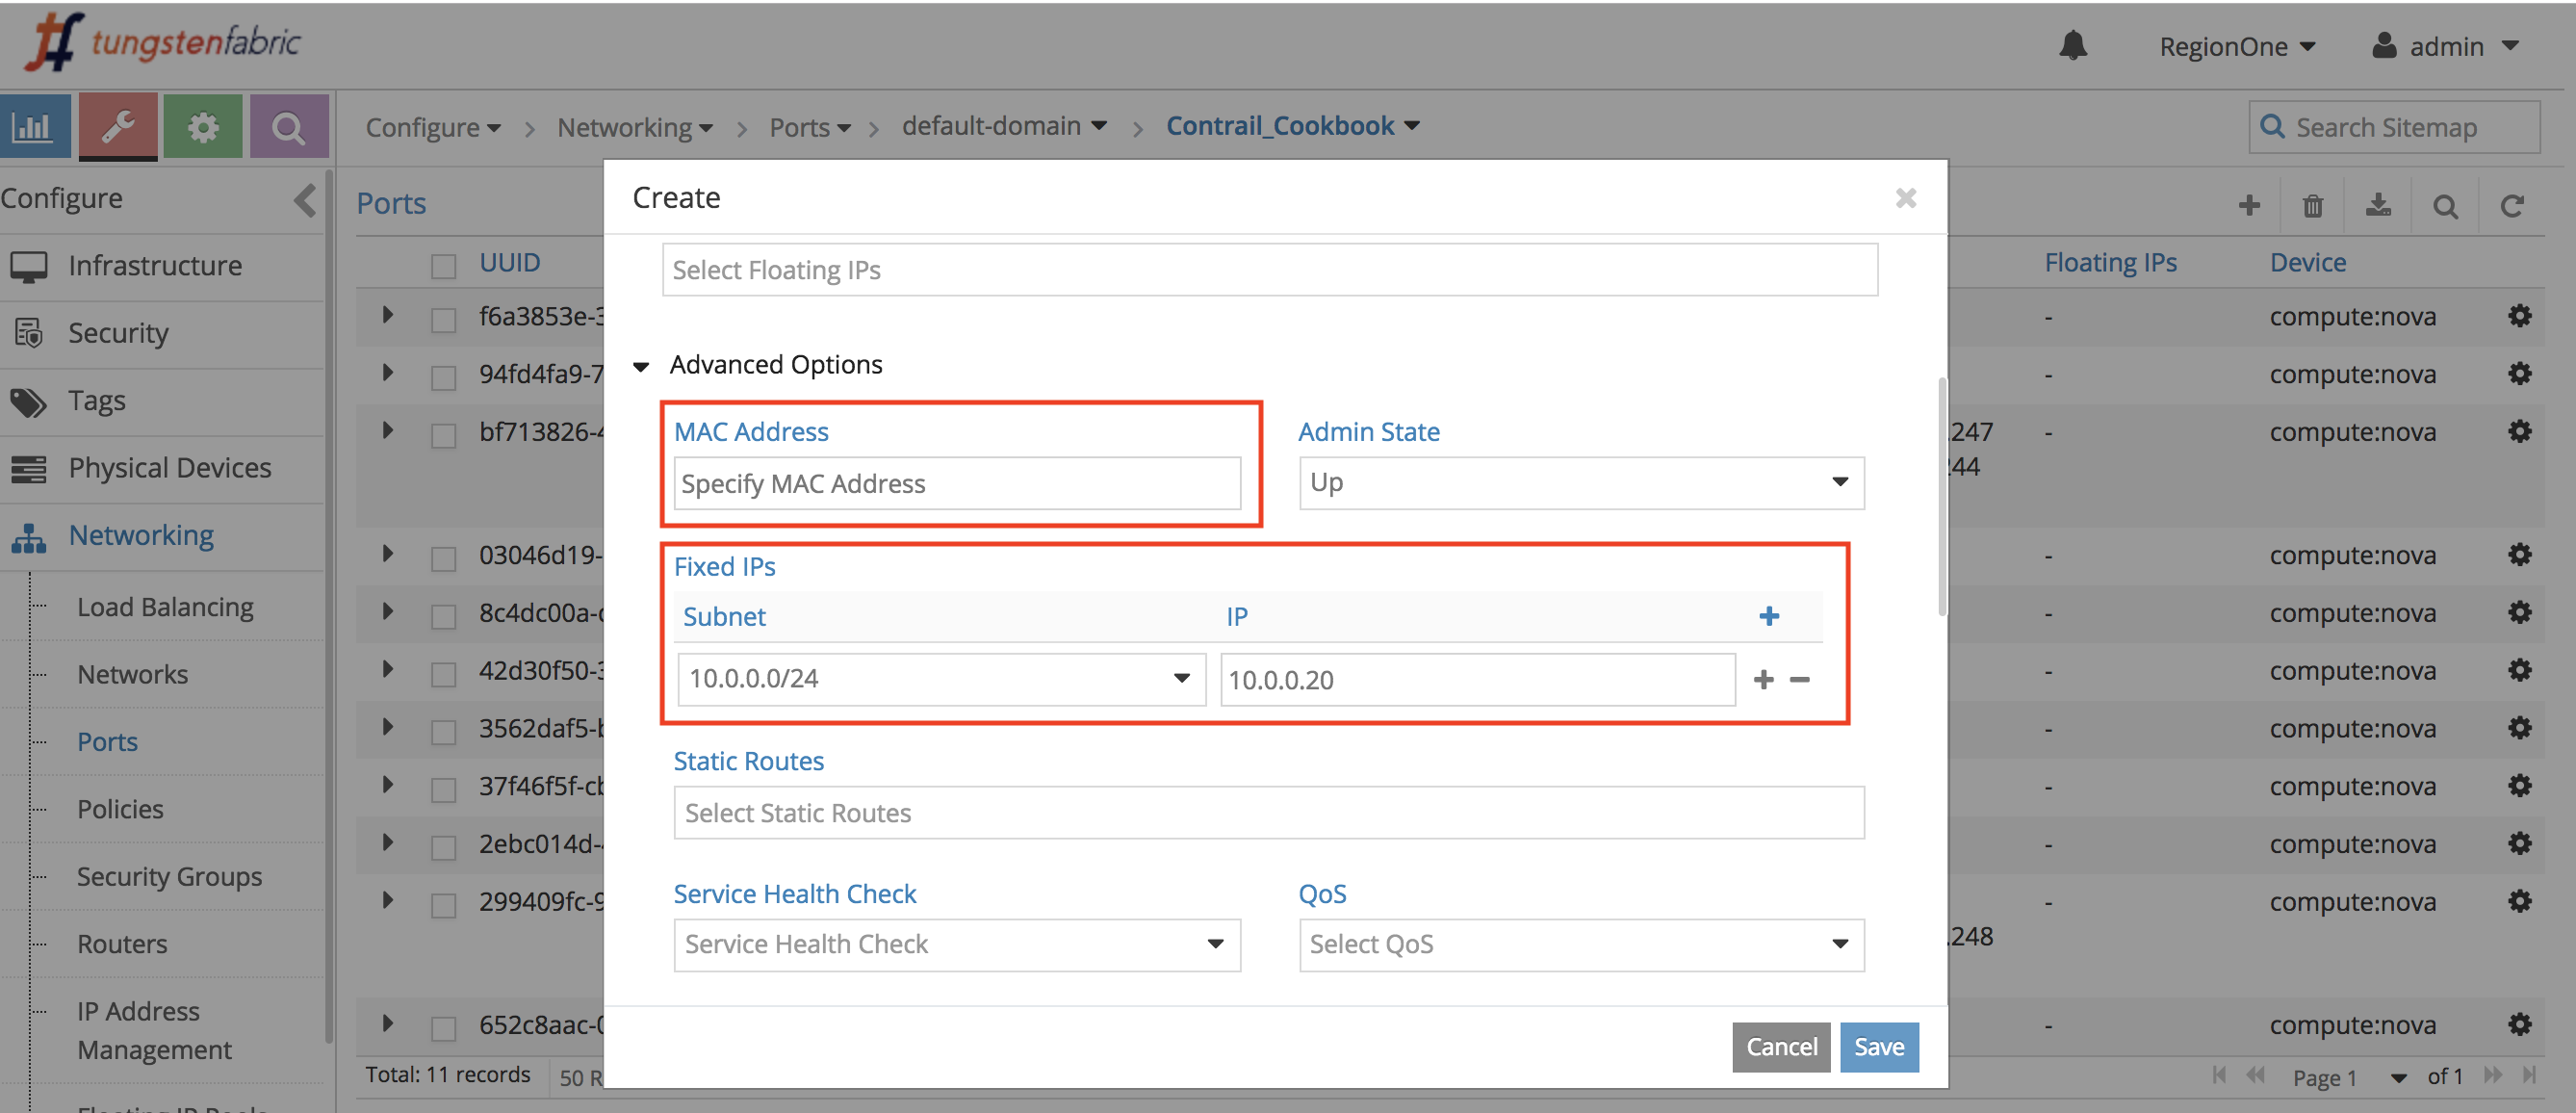 tungstenfabric
RegionOne
admin
Configure
Networking
Ports
default-domain
Contrail_Cookbook
Search Sitemap
Configure
Infrastructure
Security
Tags
Physical Devices
Networking
Load Balancing
Networks
Ports
Policies
Security Groups
Routers
IP Address
Management
Ports
UUID
Floating IPs
Device
f6a3853e-3
-
compute:nova
94fd4fa9-7
-
compute:nova
bf713826-4
.247
-
compute:nova
244
03046d19-
-
compute:nova
8c4dc00a-c
-
compute:nova
42d30f50-3
-
compute:nova
3562daf5-b
-
compute:nova
37f46f5f-cb
-
compute:nova
2ebc014d-4
-
compute:nova
299409fc-9
-
compute:nova
.248
652c8aac-0
-
compute:nova
Total: 11 records
50 R
Page 1
of 1
Create
Select Floating IPs
Advanced Options
MAC Address
Admin State
Specify MAC Address
Up
Fixed IPs
Subnet
IP
10.0.0.0/24
10.0.0.20
Static Routes
Select Static Routes
Service Health Check
QoS
Service Health Check
Select QoS
Cancel
Save